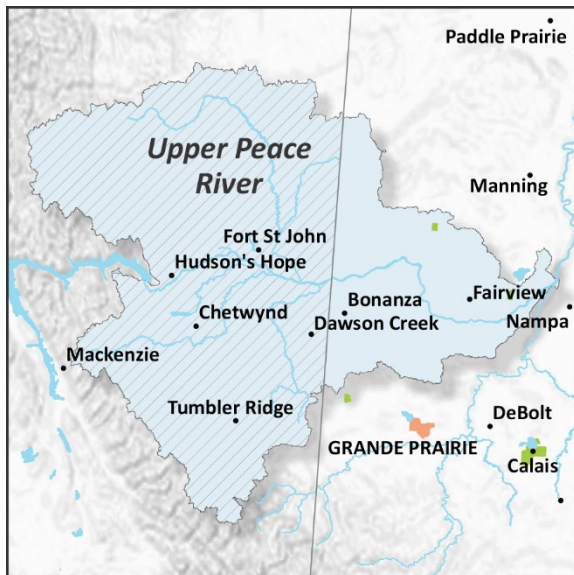 Paddle Prairie
Upper Peace
River
Manning
Fort St John
Hudson's Hope
Fairview
Bonanza
Nampa
Chetwynd
Dawson Creek
Mackenzie
Tumbler Ridge
DeBolt
GRANDE PRAIRIE
Calais